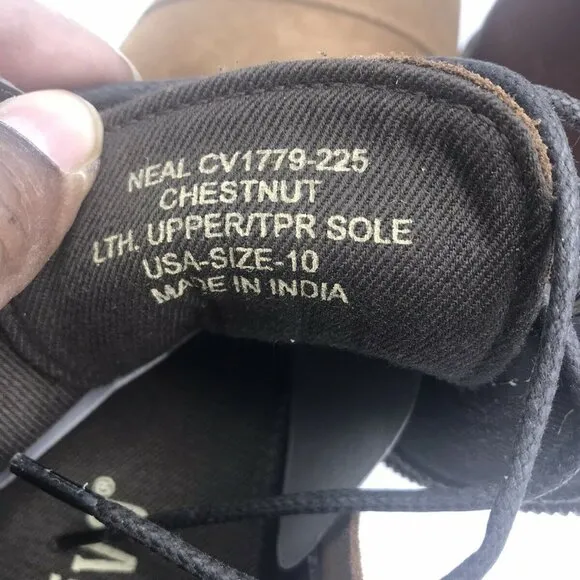 NEAL CV1779-225
CHESTNUT
LTH. UPPER/TPR SOLE
USA-SIZE-10
MADE IN INDIA